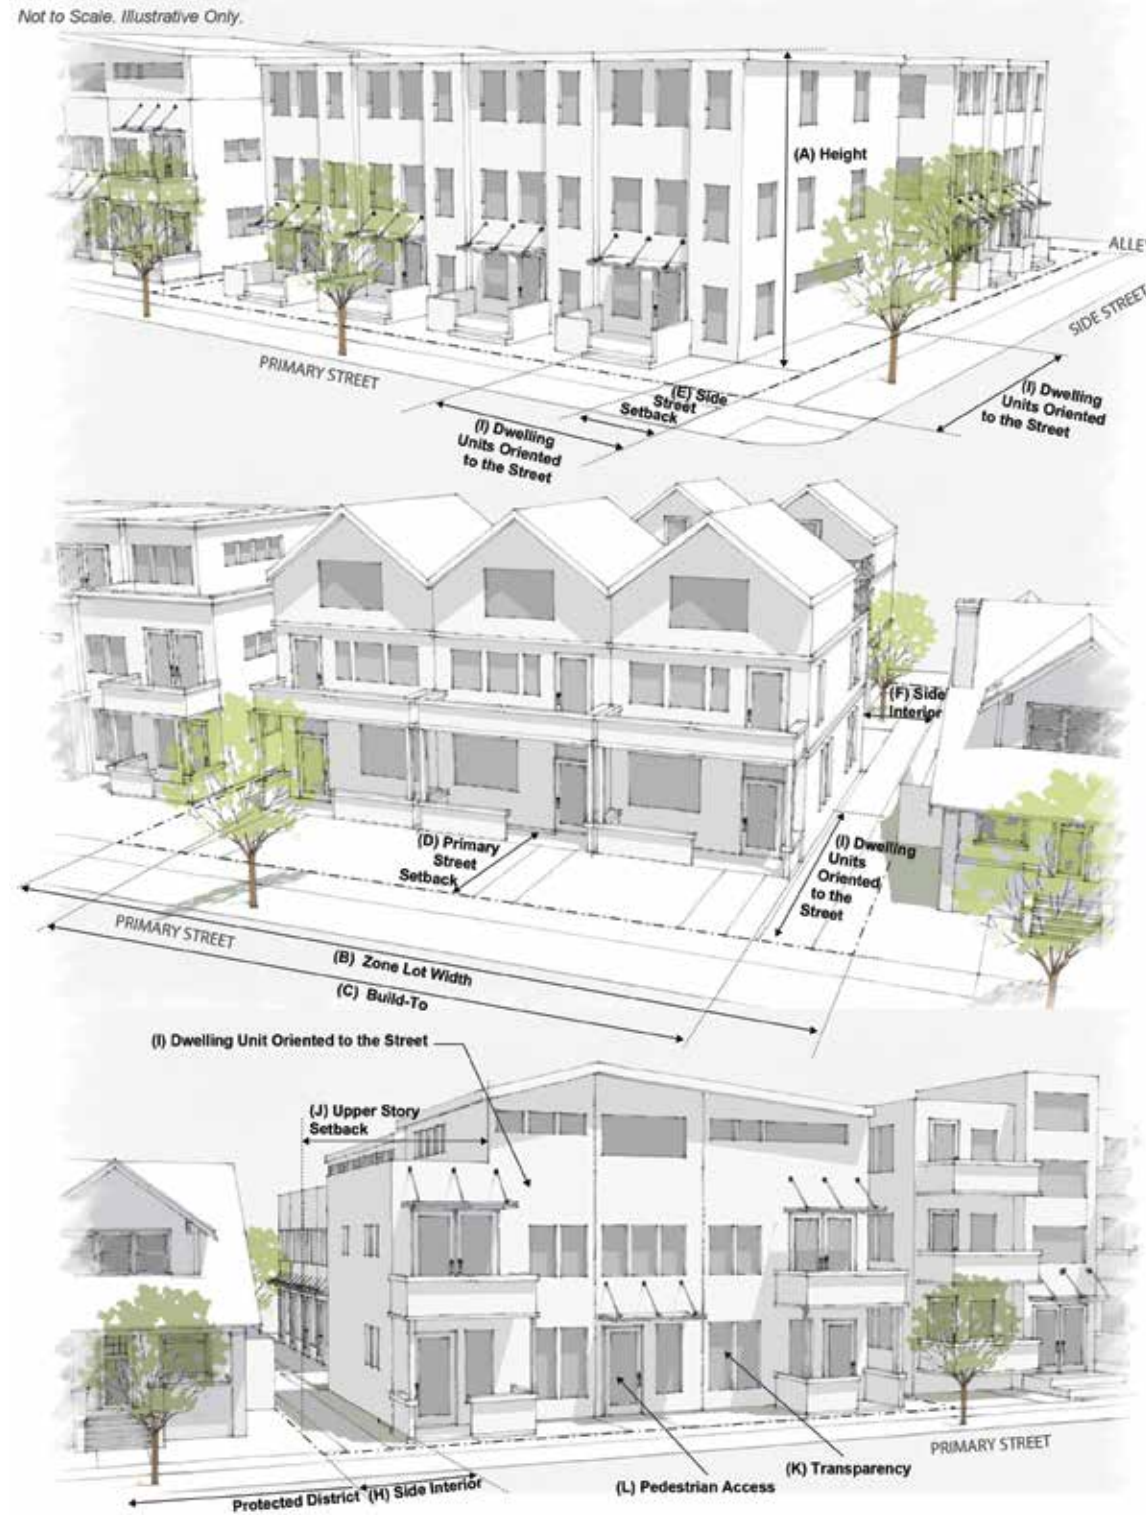 Not to Scale. Illustrative Only.
(A) Height
ALLE
SIDE STREET
PRIMARY STREET
(E) Side
Street
Setback
(I) Dwelling
Units Oriented
to the Street
(I) Dwelling
Units Oriented
to the Street
(F) Side
Interior
(D) Primary
Street
Setback
(I) Dwelling
Units
Oriented
to the
Street
PRIMARY STREET
(B) Zone Lot Width
(C) Build-To
(I) Dwelling Unit Oriented to the Street
(J) Upper Story
Setback
PRIMARY STREET
(K) Transparency
(L) Pedestrian Access
Protected District (H) Side Interior